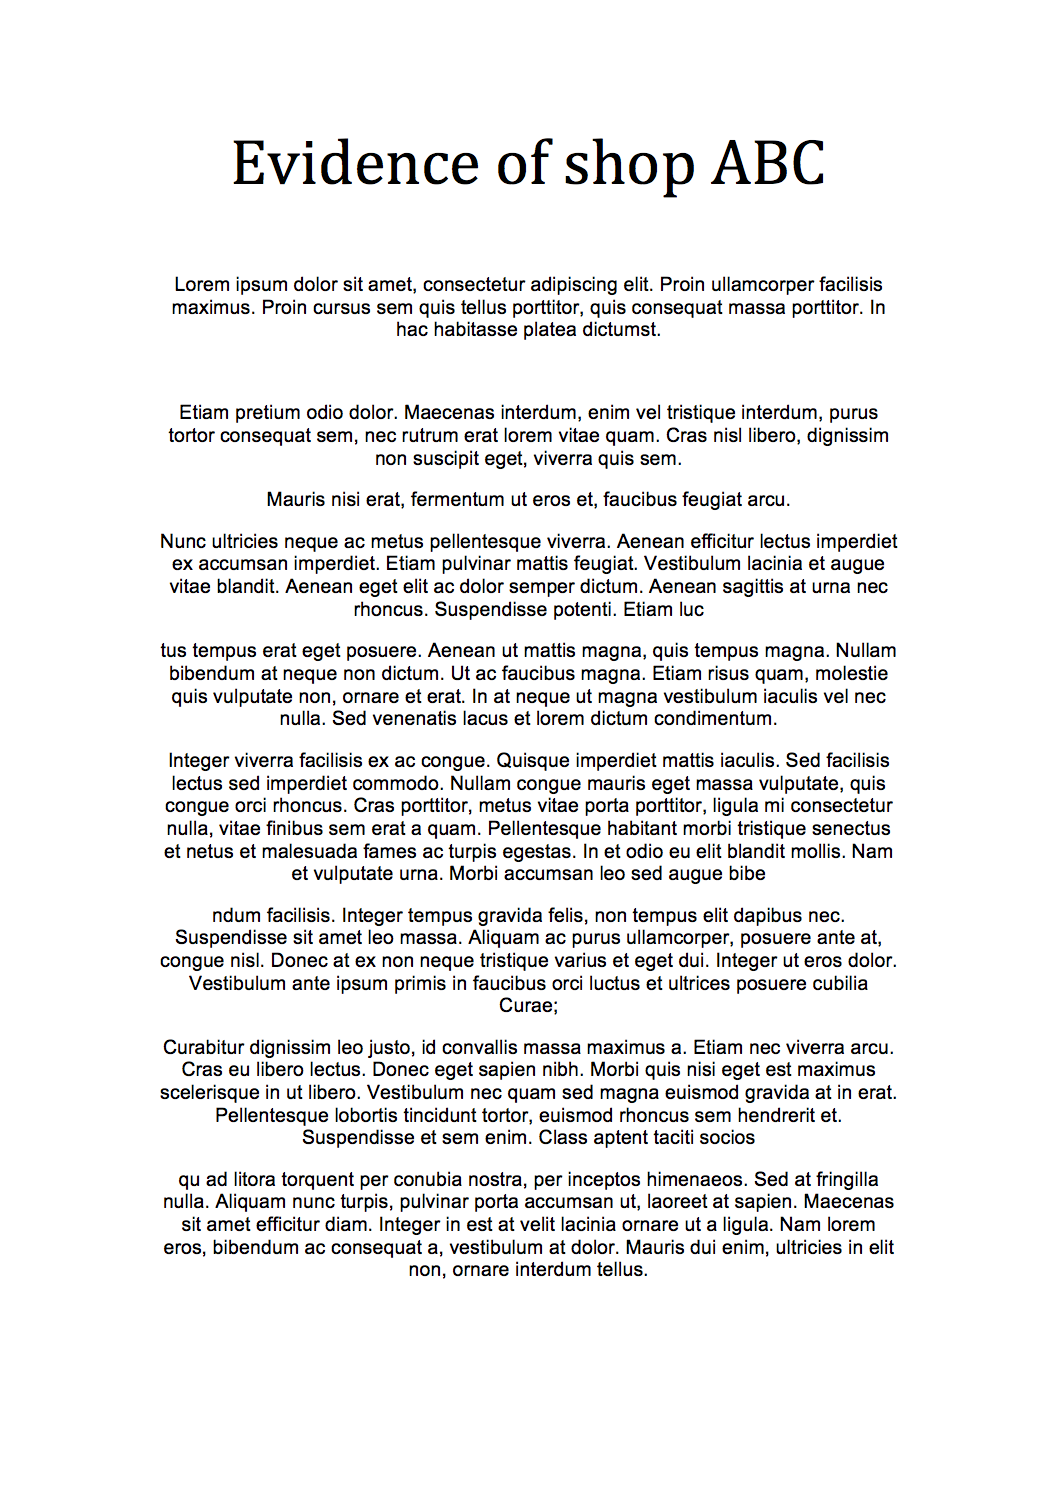 Evidence of shop ABC
Lorem ipsum dolor sit amet, consectetur adipiscing elit. Proin ullamcorper facilisis
maximus. Proin cursus sem quis tellus porttitor, quis consequat massa porttitor. In
hac habitasse platea dictumst.
Etiam pretium odio dolor. Maecenas interdum, enim vel tristique interdum, purus
tortor consequat sem, nec rutrum erat lorem vitae quam. Cras nisl libero, dignissim
non suscipit eget, viverra quis sem.
Mauris nisi erat, fermentum ut eros et, faucibus feugiat arcu.
Nunc ultricies neque ac metus pellentesque viverra. Aenean efficitur lectus imperdiet
ex accumsan imperdiet. Etiam pulvinar mattis feugiat. Vestibulum lacinia et augue
vitae blandit. Aenean eget elit ac dolor semper dictum. Aenean sagittis at urna nec
rhoncus. Suspendisse potenti. Etiam luc
tus tempus erat eget posuere. Aenean ut mattis magna, quis tempus magna. Nullam
bibendum at neque non dictum. Ut ac faucibus magna. Etiam risus quam, molestie
quis vulputate non, ornare et erat. In at neque ut magna vestibulum iaculis vel nec
nulla. Sed venenatis lacus et lorem dictum condimentum.
Integer viverra facilisis ex ac congue. Quisque imperdiet mattis iaculis. Sed facilisis
lectus sed imperdiet commodo. Nullam congue mauris eget massa vulputate, quis
congue orci rhoncus. Cras porttitor, metus vitae porta porttitor, ligula mi consectetur
nulla, vitae finibus sem erat a quam. Pellentesque habitant morbi tristique senectus
et netus et malesuada fames ac turpis egestas. In et odio eu elit blandit mollis. Nam
et vulputate urna. Morbi accumsan leo sed augue bibe
ndum facilisis. Integer tempus gravida felis, non tempus elit dapibus nec.
Suspendisse sit amet leo massa. Aliquam ac purus ullamcorper, posuere ante at,
congue nisl. Donec at ex non neque tristique varius et eget dui. Integer ut eros dolor.
Vestibulum ante ipsum primis in faucibus orci luctus et ultrices posuere cubilia
Curae;
Curabitur dignissim leo justo, id convallis massa maximus a. Etiam nec viverra arcu.
Cras eu libero lectus. Donec eget sapien nibh. Morbi quis nisi eget est maximus
scelerisque in ut libero. Vestibulum nec quam sed magna euismod gravida at in erat.
Pellentesque lobortis tincidunt tortor, euismod rhoncus sem hendrerit et.
Suspendisse et sem enim. Class aptent taciti socios
qu ad litora torquent per conubia nostra, per inceptos himenaeos. Sed at fringilla
nulla. Aliquam nunc turpis, pulvinar porta accumsan ut, laoreet at sapien. Maecenas
sit amet efficitur diam. Integer in est at velit lacinia ornare ut a ligula. Nam lorem
eros, bibendum ac consequat a, vestibulum at dolor. Mauris dui enim, ultricies in elit
non, ornare interdum tellus.